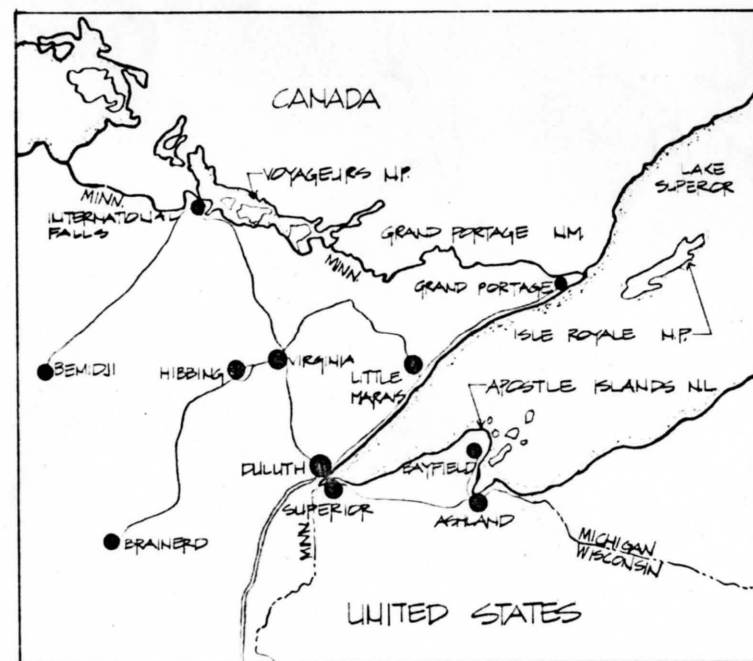 CANADA
LAKE
SUPERIOR
VOYAGEURS N.P.
MINN.
INTERNATIONAL
FALLS
GRAND PORTAGE N.M.
MINN.
GRAND PORTAGE
ISLE ROYALE N.P.
BEMIDJI
HIBBING
VIRGINIA
LITTLE
MARAIS
APOSTLE ISLANDS N.L.
DULUTH
BAYFIELD
SUPERIOR
ASHLAND
MINN.
BRAINERD
MICHIGAN
WISCONSIN
UNITED STATES